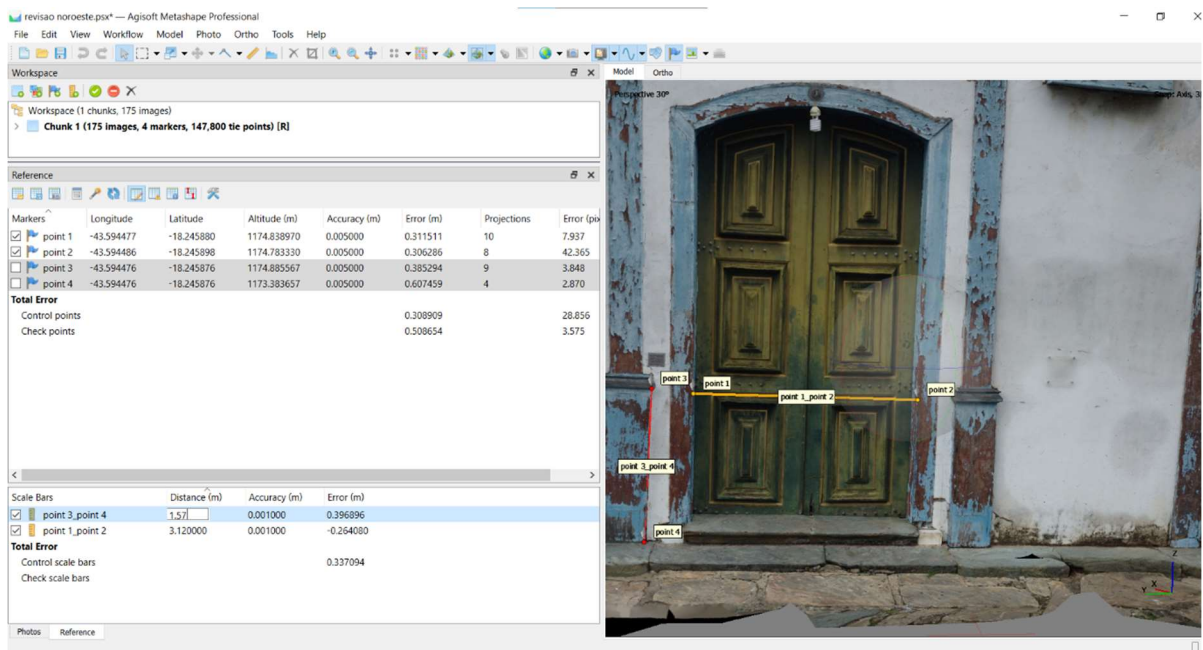 revisao noroeste.psx* — Agisoft Metashape Professional
File Edit View Workflow Model Photo Ortho Tools Help
Workspace
Workspace (1 chunks, 175 images)
Chunk 1 (175 images, 4 markers, 147,800 tie points) [R]
Reference
Markers Longitude Latitude Altitude (m) Accuracy (m) Error (m) Projections Error (pix
point 1 -43.594477 -18.245880 1174.838970 0.005000 0.311511 10 7.937
point 2 -43.594486 -18.245898 1174.783330 0.005000 0.306286 8 42.365
point 3 -43.594476 -18.245876 1174.885567 0.005000 0.385294 9 3.848
point 4 -43.594476 -18.245876 1173.383657 0.005000 0.607459 4 2.870
Total Error
Control points 0.308909 28.856
Check points 0.508654 3.575
Scale Bars Distance (m) Accuracy (m) Error (m)
point 3_point 4 1.57 0.001000 0.396896
point 1_point 2 3.120000 0.001000 -0.264080
Total Error
Control scale bars 0.337094
Check scale bars
Photos Reference
Model Ortho
Perspective 30°
Snap: Axis, 3
point 3
point 1
point 2
point 1_point 2
point 3_point 4
point 4
Z
X
Y